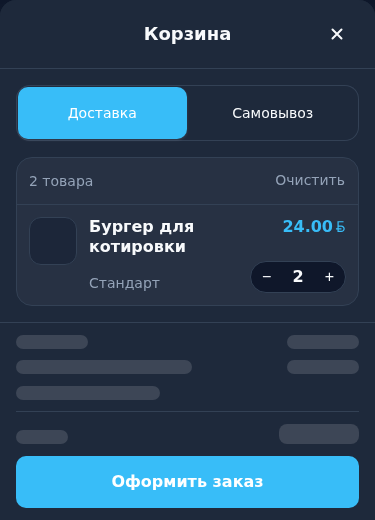 Корзина ✕
Доставка Самовывоз
2 товара Очистить
Бургер для 24.00 Ƃ
котировки
Стандарт − 2 +
Оформить заказ